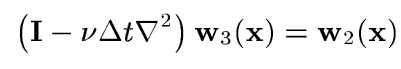 (I − νΔt∇²) w₃(x) = w₂(x)